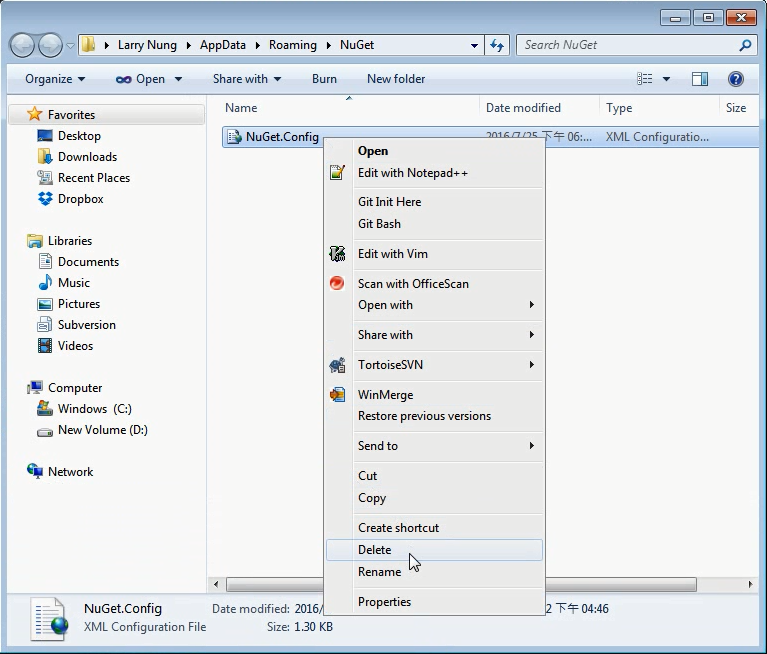 Larry Nung AppData Roaming NuGet
Search NuGet
Organize Open Share with Burn New folder
Name Date modified Type Size
NuGet.Config 2016/7/25 下午 06:... XML Configuratio...
Favorites
Desktop
Downloads
Recent Places
Dropbox
Libraries
Documents
Music
Pictures
Subversion
Videos
Computer
Windows (C:)
New Volume (D:)
Network
Open
Edit with Notepad++
Git Init Here
Git Bash
Edit with Vim
Scan with OfficeScan
Open with
Share with
TortoiseSVN
WinMerge
Restore previous versions
Send to
Cut
Copy
Create shortcut
Delete
Rename
Properties
NuGet.Config Date modified: 2016/ 2 下午 04:46
XML Configuration File Size: 1.30 KB